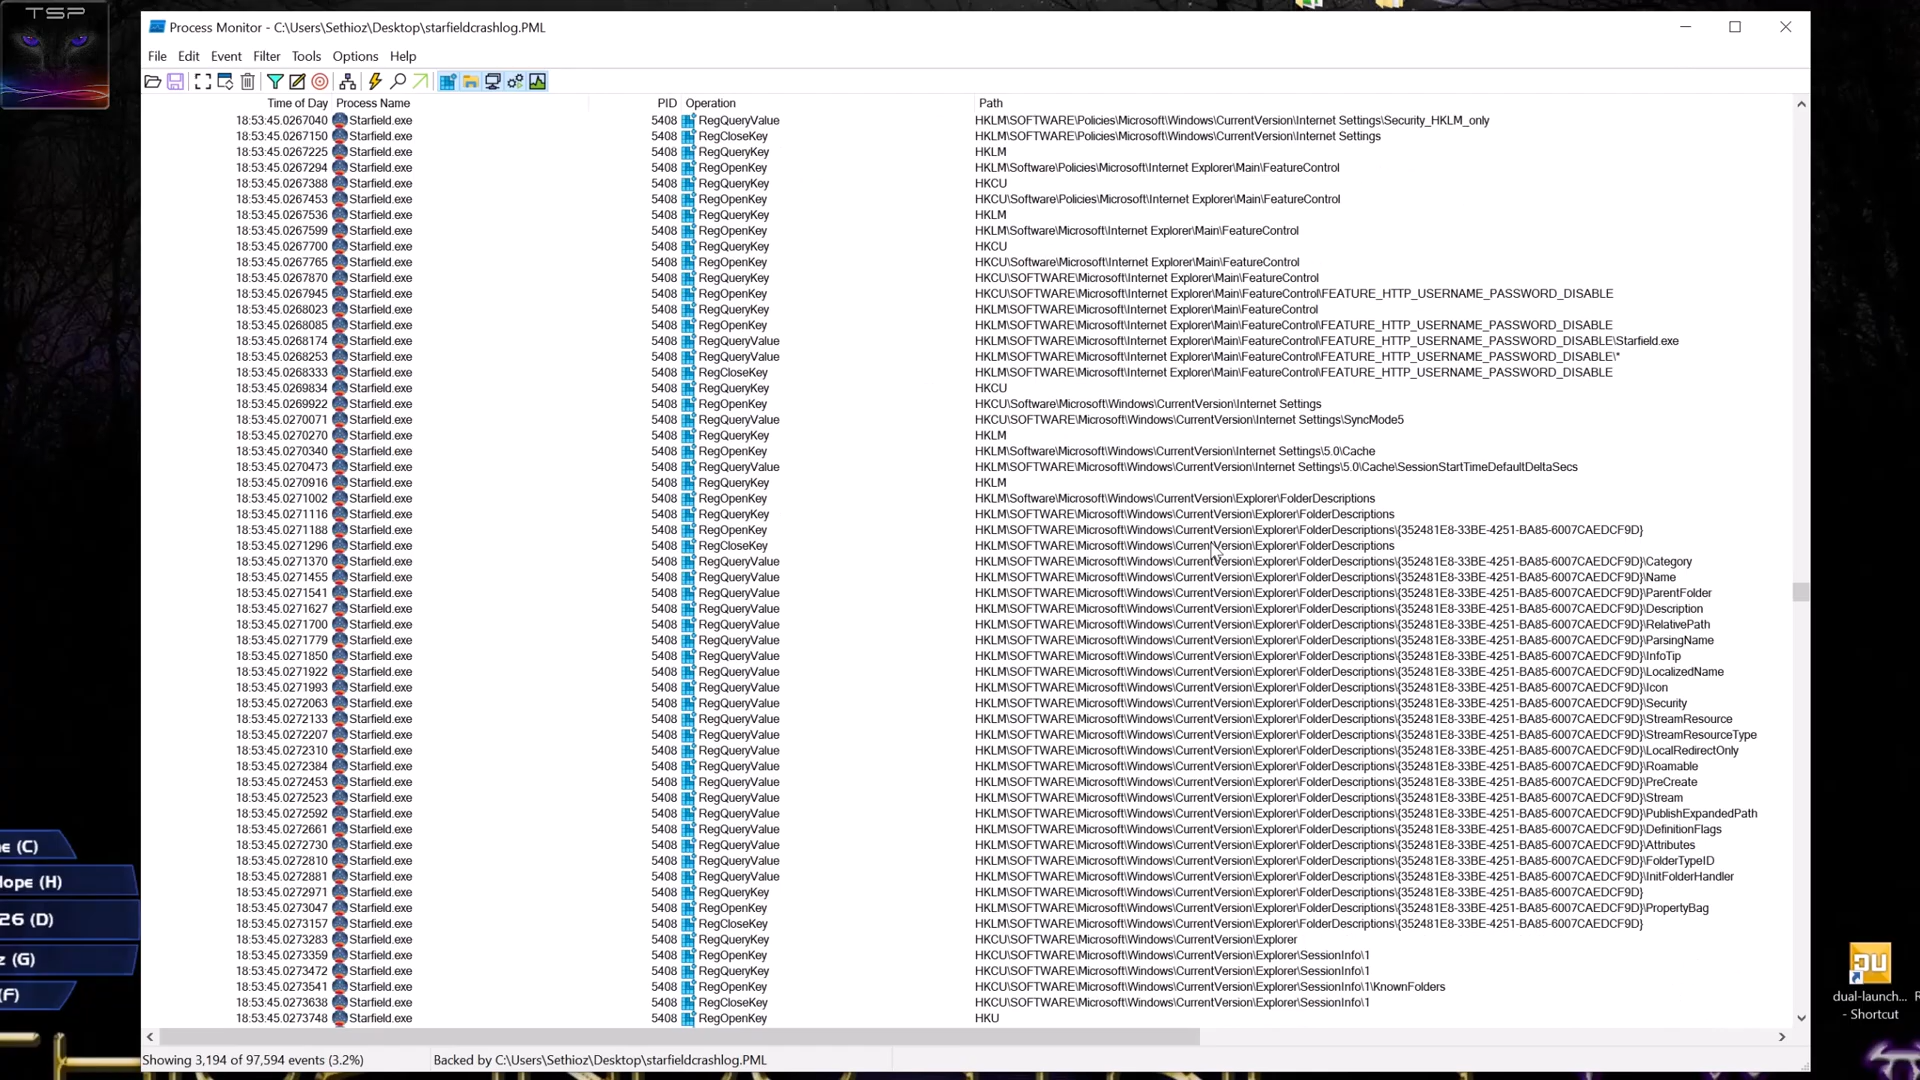 TSP
Process Monitor - C:\Users\Sethioz\Desktop\starfieldcrashlog.PML
File Edit Event Filter Tools Options Help
Time of Day Process Name PID Operation Path
18:53:45.0267040 Starfield.exe 5408 RegQueryValue HKLM\SOFTWARE\Policies\Microsoft\Windows\CurrentVersion\Internet Settings\Security_HKLM_only
18:53:45.0267150 Starfield.exe 5408 RegCloseKey HKLM\SOFTWARE\Policies\Microsoft\Windows\CurrentVersion\Internet Settings
18:53:45.0267225 Starfield.exe 5408 RegQueryKey HKLM
18:53:45.0267294 Starfield.exe 5408 RegOpenKey HKLM\Software\Policies\Microsoft\Internet Explorer\Main\FeatureControl
18:53:45.0267388 Starfield.exe 5408 RegQueryKey HKCU
18:53:45.0267453 Starfield.exe 5408 RegOpenKey HKCU\Software\Policies\Microsoft\Internet Explorer\Main\FeatureControl
18:53:45.0267536 Starfield.exe 5408 RegQueryKey HKLM
18:53:45.0267599 Starfield.exe 5408 RegOpenKey HKLM\Software\Microsoft\Internet Explorer\Main\FeatureControl
18:53:45.0267700 Starfield.exe 5408 RegQueryKey HKCU
18:53:45.0267765 Starfield.exe 5408 RegOpenKey HKCU\Software\Microsoft\Internet Explorer\Main\FeatureControl
18:53:45.0267870 Starfield.exe 5408 RegQueryKey HKCU\SOFTWARE\Microsoft\Internet Explorer\Main\FeatureControl
18:53:45.0267945 Starfield.exe 5408 RegOpenKey HKCU\SOFTWARE\Microsoft\Internet Explorer\Main\FeatureControl\FEATURE_HTTP_USERNAME_PASSWORD_DISABLE
18:53:45.0268023 Starfield.exe 5408 RegQueryKey HKLM\SOFTWARE\Microsoft\Internet Explorer\Main\FeatureControl
18:53:45.0268085 Starfield.exe 5408 RegOpenKey HKLM\SOFTWARE\Microsoft\Internet Explorer\Main\FeatureControl\FEATURE_HTTP_USERNAME_PASSWORD_DISABLE
18:53:45.0268174 Starfield.exe 5408 RegQueryValue HKLM\SOFTWARE\Microsoft\Internet Explorer\Main\FeatureControl\FEATURE_HTTP_USERNAME_PASSWORD_DISABLE\Starfield.exe
18:53:45.0268253 Starfield.exe 5408 RegQueryValue HKLM\SOFTWARE\Microsoft\Internet Explorer\Main\FeatureControl\FEATURE_HTTP_USERNAME_PASSWORD_DISABLE\*
18:53:45.0268333 Starfield.exe 5408 RegCloseKey HKLM\SOFTWARE\Microsoft\Internet Explorer\Main\FeatureControl\FEATURE_HTTP_USERNAME_PASSWORD_DISABLE
18:53:45.0269834 Starfield.exe 5408 RegQueryKey HKCU
18:53:45.0269922 Starfield.exe 5408 RegOpenKey HKCU\Software\Microsoft\Windows\CurrentVersion\Internet Settings
18:53:45.0270071 Starfield.exe 5408 RegQueryValue HKCU\SOFTWARE\Microsoft\Windows\CurrentVersion\Internet Settings\SyncMode5
18:53:45.0270270 Starfield.exe 5408 RegQueryKey HKLM
18:53:45.0270340 Starfield.exe 5408 RegOpenKey HKLM\Software\Microsoft\Windows\CurrentVersion\Internet Settings\5.0\Cache
18:53:45.0270473 Starfield.exe 5408 RegQueryValue HKLM\SOFTWARE\Microsoft\Windows\CurrentVersion\Internet Settings\5.0\Cache\SessionStartTimeDefaultDeltaSecs
18:53:45.0270916 Starfield.exe 5408 RegQueryKey HKLM
18:53:45.0271002 Starfield.exe 5408 RegOpenKey HKLM\Software\Microsoft\Windows\CurrentVersion\Explorer\FolderDescriptions
18:53:45.0271116 Starfield.exe 5408 RegQueryKey HKLM\SOFTWARE\Microsoft\Windows\CurrentVersion\Explorer\FolderDescriptions
18:53:45.0271188 Starfield.exe 5408 RegOpenKey HKLM\SOFTWARE\Microsoft\Windows\CurrentVersion\Explorer\FolderDescriptions\{352481E8-33BE-4251-BA85-6007CAEDCF9D}
18:53:45.0271296 Starfield.exe 5408 RegCloseKey HKLM\SOFTWARE\Microsoft\Windows\CurrentVersion\Explorer\FolderDescriptions
18:53:45.0271370 Starfield.exe 5408 RegQueryValue HKLM\SOFTWARE\Microsoft\Windows\CurrentVersion\Explorer\FolderDescriptions\{352481E8-33BE-4251-BA85-6007CAEDCF9D}\Category
18:53:45.0271455 Starfield.exe 5408 RegQueryValue HKLM\SOFTWARE\Microsoft\Windows\CurrentVersion\Explorer\FolderDescriptions\{352481E8-33BE-4251-BA85-6007CAEDCF9D}\Name
18:53:45.0271541 Starfield.exe 5408 RegQueryValue HKLM\SOFTWARE\Microsoft\Windows\CurrentVersion\Explorer\FolderDescriptions\{352481E8-33BE-4251-BA85-6007CAEDCF9D}\ParentFolder
18:53:45.0271627 Starfield.exe 5408 RegQueryValue HKLM\SOFTWARE\Microsoft\Windows\CurrentVersion\Explorer\FolderDescriptions\{352481E8-33BE-4251-BA85-6007CAEDCF9D}\Description
18:53:45.0271700 Starfield.exe 5408 RegQueryValue HKLM\SOFTWARE\Microsoft\Windows\CurrentVersion\Explorer\FolderDescriptions\{352481E8-33BE-4251-BA85-6007CAEDCF9D}\RelativePath
18:53:45.0271779 Starfield.exe 5408 RegQueryValue HKLM\SOFTWARE\Microsoft\Windows\CurrentVersion\Explorer\FolderDescriptions\{352481E8-33BE-4251-BA85-6007CAEDCF9D}\ParsingName
18:53:45.0271850 Starfield.exe 5408 RegQueryValue HKLM\SOFTWARE\Microsoft\Windows\CurrentVersion\Explorer\FolderDescriptions\{352481E8-33BE-4251-BA85-6007CAEDCF9D}\InfoTip
18:53:45.0271922 Starfield.exe 5408 RegQueryValue HKLM\SOFTWARE\Microsoft\Windows\CurrentVersion\Explorer\FolderDescriptions\{352481E8-33BE-4251-BA85-6007CAEDCF9D}\LocalizedName
18:53:45.0271993 Starfield.exe 5408 RegQueryValue HKLM\SOFTWARE\Microsoft\Windows\CurrentVersion\Explorer\FolderDescriptions\{352481E8-33BE-4251-BA85-6007CAEDCF9D}\Icon
18:53:45.0272063 Starfield.exe 5408 RegQueryValue HKLM\SOFTWARE\Microsoft\Windows\CurrentVersion\Explorer\FolderDescriptions\{352481E8-33BE-4251-BA85-6007CAEDCF9D}\Security
18:53:45.0272133 Starfield.exe 5408 RegQueryValue HKLM\SOFTWARE\Microsoft\Windows\CurrentVersion\Explorer\FolderDescriptions\{352481E8-33BE-4251-BA85-6007CAEDCF9D}\StreamResource
18:53:45.0272207 Starfield.exe 5408 RegQueryValue HKLM\SOFTWARE\Microsoft\Windows\CurrentVersion\Explorer\FolderDescriptions\{352481E8-33BE-4251-BA85-6007CAEDCF9D}\StreamResourceType
18:53:45.0272310 Starfield.exe 5408 RegQueryValue HKLM\SOFTWARE\Microsoft\Windows\CurrentVersion\Explorer\FolderDescriptions\{352481E8-33BE-4251-BA85-6007CAEDCF9D}\LocalRedirectOnly
18:53:45.0272384 Starfield.exe 5408 RegQueryValue HKLM\SOFTWARE\Microsoft\Windows\CurrentVersion\Explorer\FolderDescriptions\{352481E8-33BE-4251-BA85-6007CAEDCF9D}\Roamable
18:53:45.0272453 Starfield.exe 5408 RegQueryValue HKLM\SOFTWARE\Microsoft\Windows\CurrentVersion\Explorer\FolderDescriptions\{352481E8-33BE-4251-BA85-6007CAEDCF9D}\PreCreate
18:53:45.0272523 Starfield.exe 5408 RegQueryValue HKLM\SOFTWARE\Microsoft\Windows\CurrentVersion\Explorer\FolderDescriptions\{352481E8-33BE-4251-BA85-6007CAEDCF9D}\Stream
18:53:45.0272592 Starfield.exe 5408 RegQueryValue HKLM\SOFTWARE\Microsoft\Windows\CurrentVersion\Explorer\FolderDescriptions\{352481E8-33BE-4251-BA85-6007CAEDCF9D}\PublishExpandedPath
18:53:45.0272661 Starfield.exe 5408 RegQueryValue HKLM\SOFTWARE\Microsoft\Windows\CurrentVersion\Explorer\FolderDescriptions\{352481E8-33BE-4251-BA85-6007CAEDCF9D}\DefinitionFlags
18:53:45.0272730 Starfield.exe 5408 RegQueryValue HKLM\SOFTWARE\Microsoft\Windows\CurrentVersion\Explorer\FolderDescriptions\{352481E8-33BE-4251-BA85-6007CAEDCF9D}\Attributes
18:53:45.0272810 Starfield.exe 5408 RegQueryValue HKLM\SOFTWARE\Microsoft\Windows\CurrentVersion\Explorer\FolderDescriptions\{352481E8-33BE-4251-BA85-6007CAEDCF9D}\FolderTypeID
18:53:45.0272881 Starfield.exe 5408 RegQueryValue HKLM\SOFTWARE\Microsoft\Windows\CurrentVersion\Explorer\FolderDescriptions\{352481E8-33BE-4251-BA85-6007CAEDCF9D}\InitFolderHandler
18:53:45.0272971 Starfield.exe 5408 RegQueryKey HKLM\SOFTWARE\Microsoft\Windows\CurrentVersion\Explorer\FolderDescriptions\{352481E8-33BE-4251-BA85-6007CAEDCF9D}
18:53:45.0273047 Starfield.exe 5408 RegOpenKey HKLM\SOFTWARE\Microsoft\Windows\CurrentVersion\Explorer\FolderDescriptions\{352481E8-33BE-4251-BA85-6007CAEDCF9D}\PropertyBag
18:53:45.0273157 Starfield.exe 5408 RegCloseKey HKLM\SOFTWARE\Microsoft\Windows\CurrentVersion\Explorer\FolderDescriptions\{352481E8-33BE-4251-BA85-6007CAEDCF9D}
18:53:45.0273283 Starfield.exe 5408 RegQueryKey HKCU\SOFTWARE\Microsoft\Windows\CurrentVersion\Explorer
18:53:45.0273359 Starfield.exe 5408 RegOpenKey HKCU\SOFTWARE\Microsoft\Windows\CurrentVersion\Explorer\SessionInfo\1
18:53:45.0273472 Starfield.exe 5408 RegQueryKey HKCU\SOFTWARE\Microsoft\Windows\CurrentVersion\Explorer\SessionInfo\1
18:53:45.0273541 Starfield.exe 5408 RegOpenKey HKCU\SOFTWARE\Microsoft\Windows\CurrentVersion\Explorer\SessionInfo\1\KnownFolders
18:53:45.0273638 Starfield.exe 5408 RegCloseKey HKCU\SOFTWARE\Microsoft\Windows\CurrentVersion\Explorer\SessionInfo\1
18:53:45.0273748 Starfield.exe 5408 RegOpenKey HKU
Showing 3,194 of 97,594 events (3.2%) Backed by C:\Users\Sethioz\Desktop\starfieldcrashlog.PML
(C)
(H)
26 (D)
z (G)
(F)
DU
dual-launch...
- Shortcut